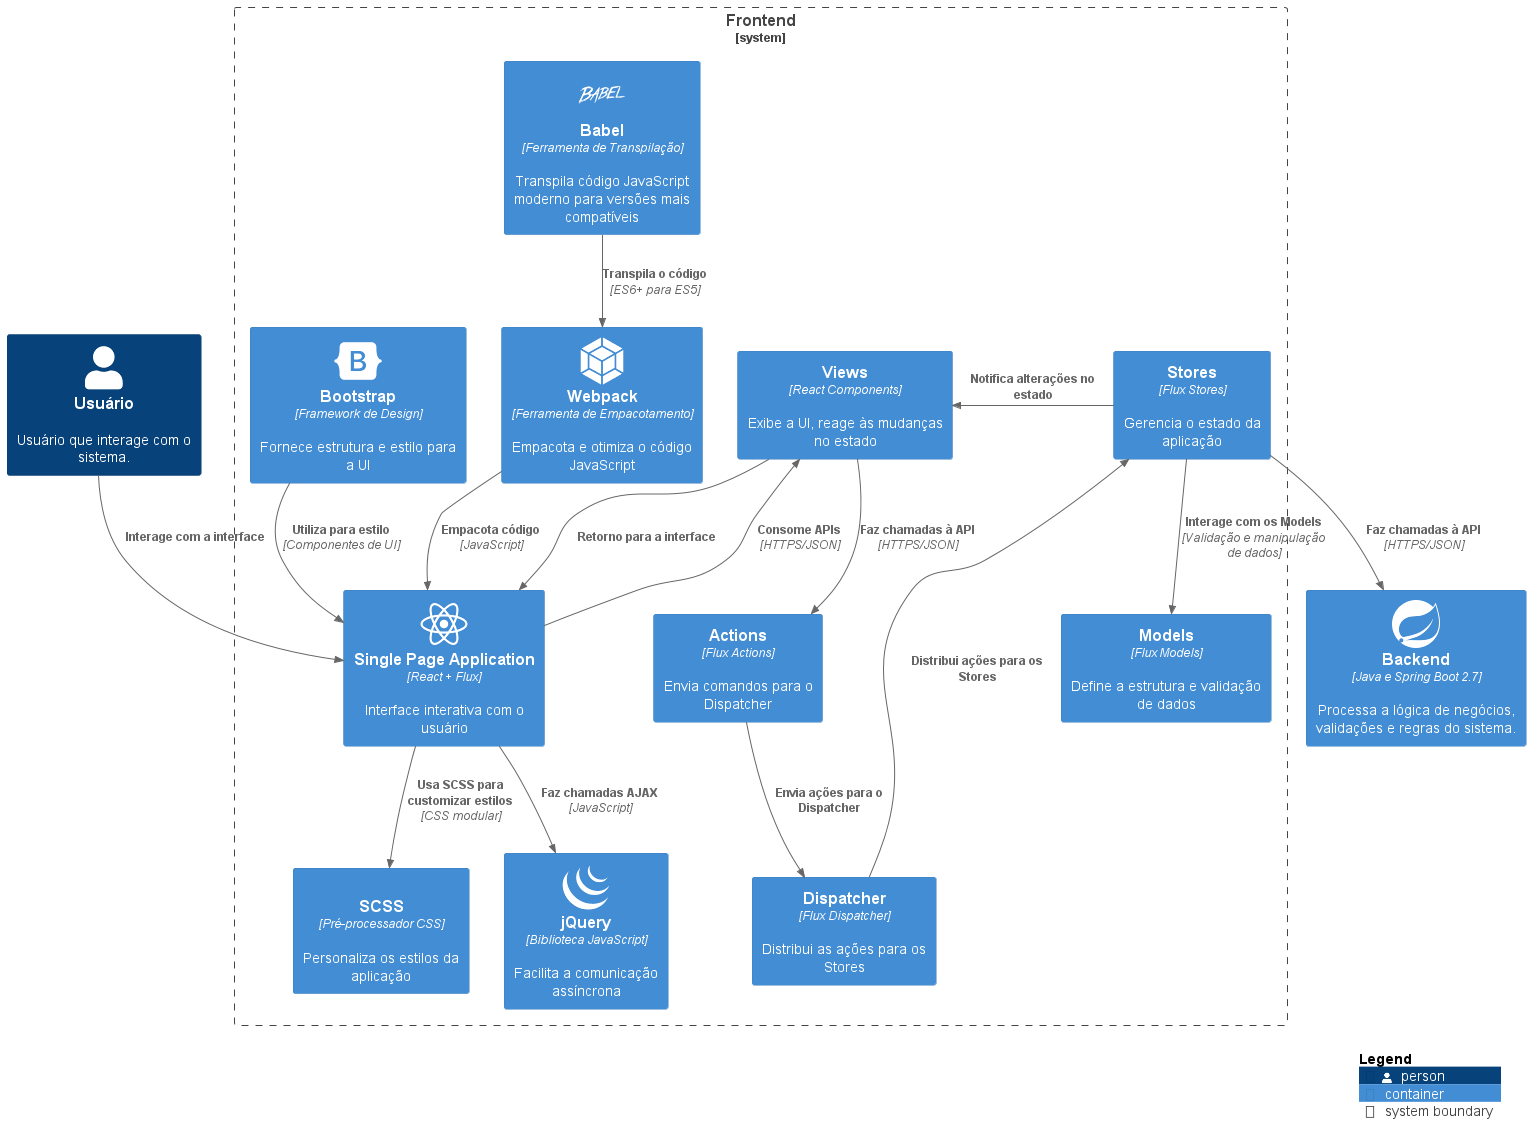 Frontend
[system]
BABEL
Babel
[Ferramenta de Transpilação]
Transpila código JavaScript
moderno para versões mais
compatíveis
Transpila o código
[ES6+ para ES5]
Usuário
Usuário que interage com o
sistema.
B
Bootstrap
[Framework de Design]
Fornece estrutura e estilo para
a UI
Webpack
[Ferramenta de Empacotamento]
Empacota e otimiza o código
JavaScript
Views
[React Components]
Exibe a UI, reage às mudanças
no estado
Notifica alterações no
estado
Stores
[Flux Stores]
Gerencia o estado da
aplicação
Interage com a interface
Utiliza para estilo
[Componentes de UI]
Empacota código
[JavaScript]
Retorno para a interface
Consome APIs
[HTTPS/JSON]
Faz chamadas à API
[HTTPS/JSON]
Interage com os Models
[Validação e manipulação
de dados]
Faz chamadas à API
[HTTPS/JSON]
Single Page Application
[React + Flux]
Interface interativa com o
usuário
Actions
[Flux Actions]
Envia comandos para o
Dispatcher
Distribui ações para os
Stores
Models
[Flux Models]
Define a estrutura e validação
de dados
Backend
[Java e Spring Boot 2.7]
Processa a lógica de negócios,
validações e regras do sistema.
Usa SCSS para
customizar estilos
[CSS modular]
Faz chamadas AJAX
[JavaScript]
Envia ações para o
Dispatcher
SCSS
[Pré-processador CSS]
Personaliza os estilos da
aplicação
jQuery
[Biblioteca JavaScript]
Facilita a comunicação
assíncrona
Dispatcher
[Flux Dispatcher]
Distribui as ações para os
Stores
Legend
person
container
system boundary